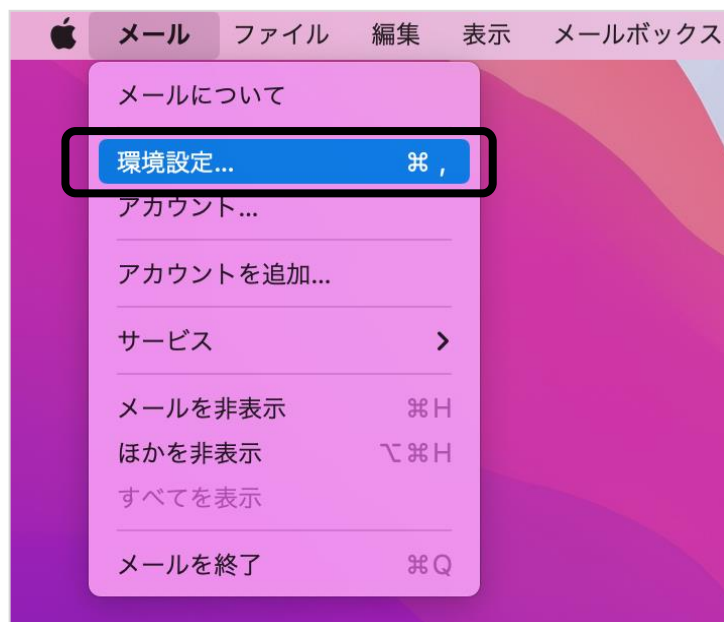 メール ファイル 編集 表示 メールボックス
メールについて
環境設定... ⌘ ,
アカウント...
アカウントを追加...
サービス
メールを非表示 ⌘H
ほかを非表示 ⌥⌘H
すべてを表示
メールを終了 ⌘Q